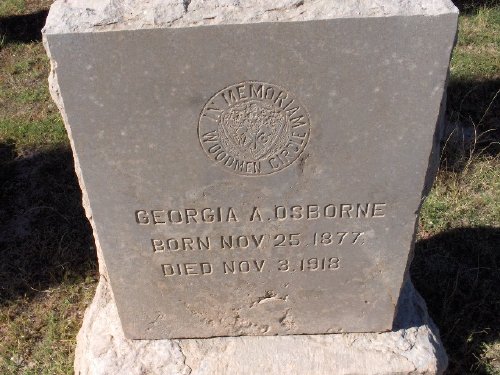 IN MEMORIAM
WOODMEN CIRCLE
GEORGIA A. OSBORNE
BORN NOV. 25, 1877.
DIED NOV. 3, 1918